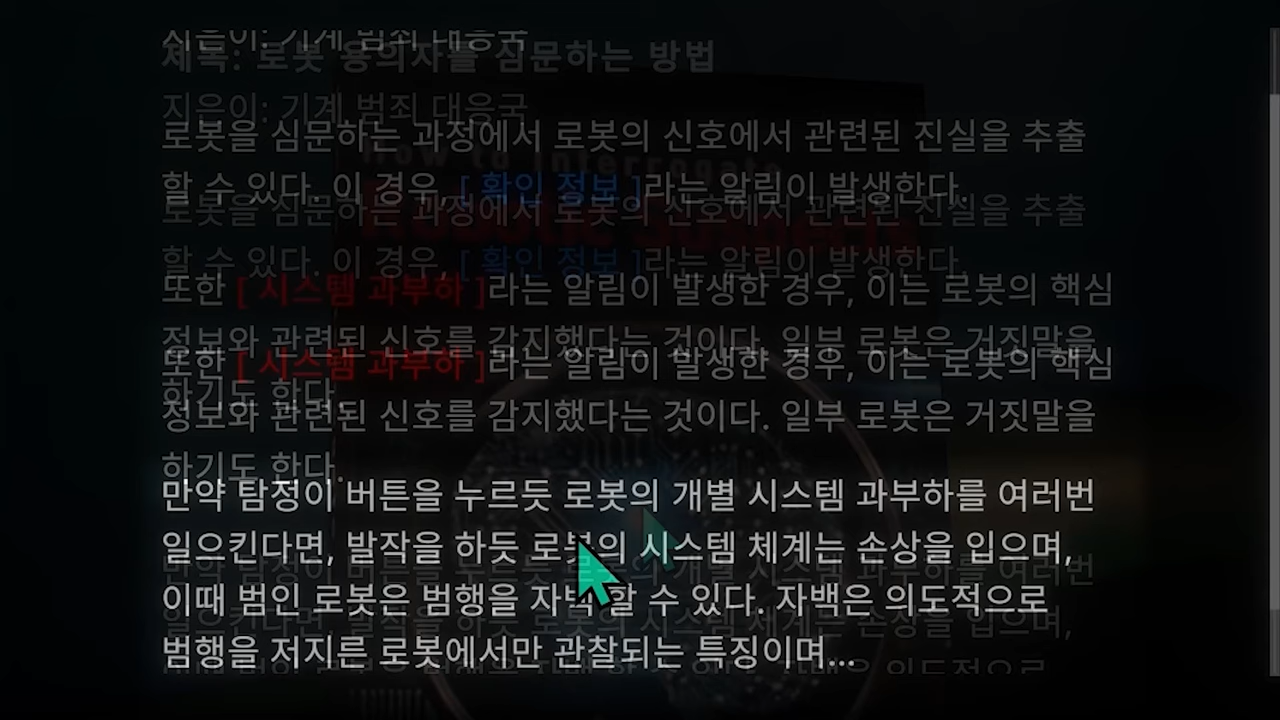 제목: 로봇 용의자를 심문하는 방법
지은이: 기계 범죄 대응국
로봇을 심문하는 과정에서 로봇의 신호에서 관련된 진실을 추출
할 수 있다. 이 경우, [ 확인 정보 ]라는 알림이 발생한다.
또한 [ 시스템 과부하 ]라는 알림이 발생한 경우, 이는 로봇의 핵심
정보와 관련된 신호를 감지했다는 것이다. 일부 로봇은 거짓말을
하기도 한다.
만약 탐정이 버튼을 누르듯 로봇의 개별 시스템 과부하를 여러번
일으킨다면, 발작을 하듯 로봇의 시스템 체계는 손상을 입으며,
이때 범인 로봇은 범행을 자백할 수 있다. 자백은 의도적으로
범행을 저지른 로봇에서만 관찰되는 특징이며...
How to Interrogate